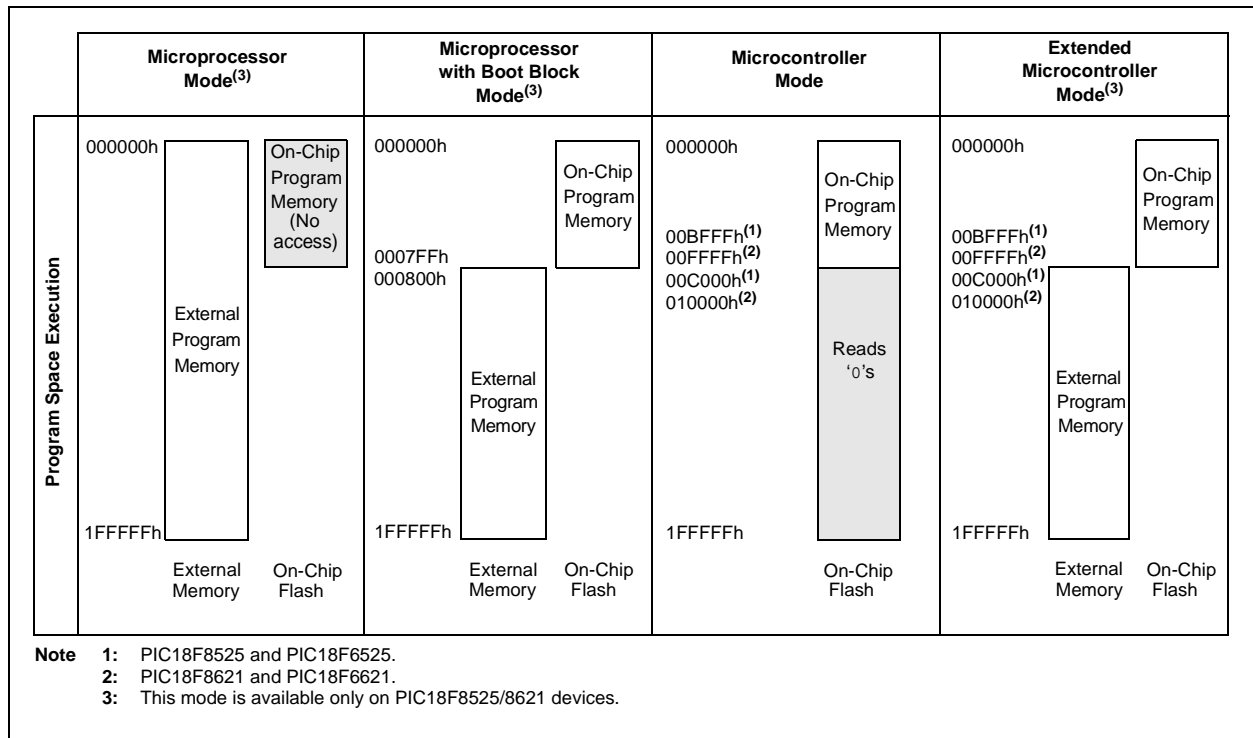 Microprocessor
Mode(3)
Microprocessor
with Boot Block
Mode(3)
Microcontroller
Mode
Extended
Microcontroller
Mode(3)
Program Space Execution
000000h
External
Program
Memory
1FFFFFh
On-Chip
Program
Memory
(No
access)
External
Memory
On-Chip
Flash
000000h
On-Chip
Program
Memory
0007FFh
000800h
External
Program
Memory
1FFFFFh
External
Memory
On-Chip
Flash
000000h
On-Chip
Program
Memory
00BFFFh(1)
00FFFFh(2)
00C000h(1)
010000h(2)
Reads
‘0’s
1FFFFFh
On-Chip
Flash
000000h
On-Chip
Program
Memory
00BFFFh(1)
00FFFFh(2)
00C000h(1)
010000h(2)
External
Program
Memory
1FFFFFh
External
Memory
On-Chip
Flash
Note 1: PIC18F8525 and PIC18F6525.
2: PIC18F8621 and PIC18F6621.
3: This mode is available only on PIC18F8525/8621 devices.